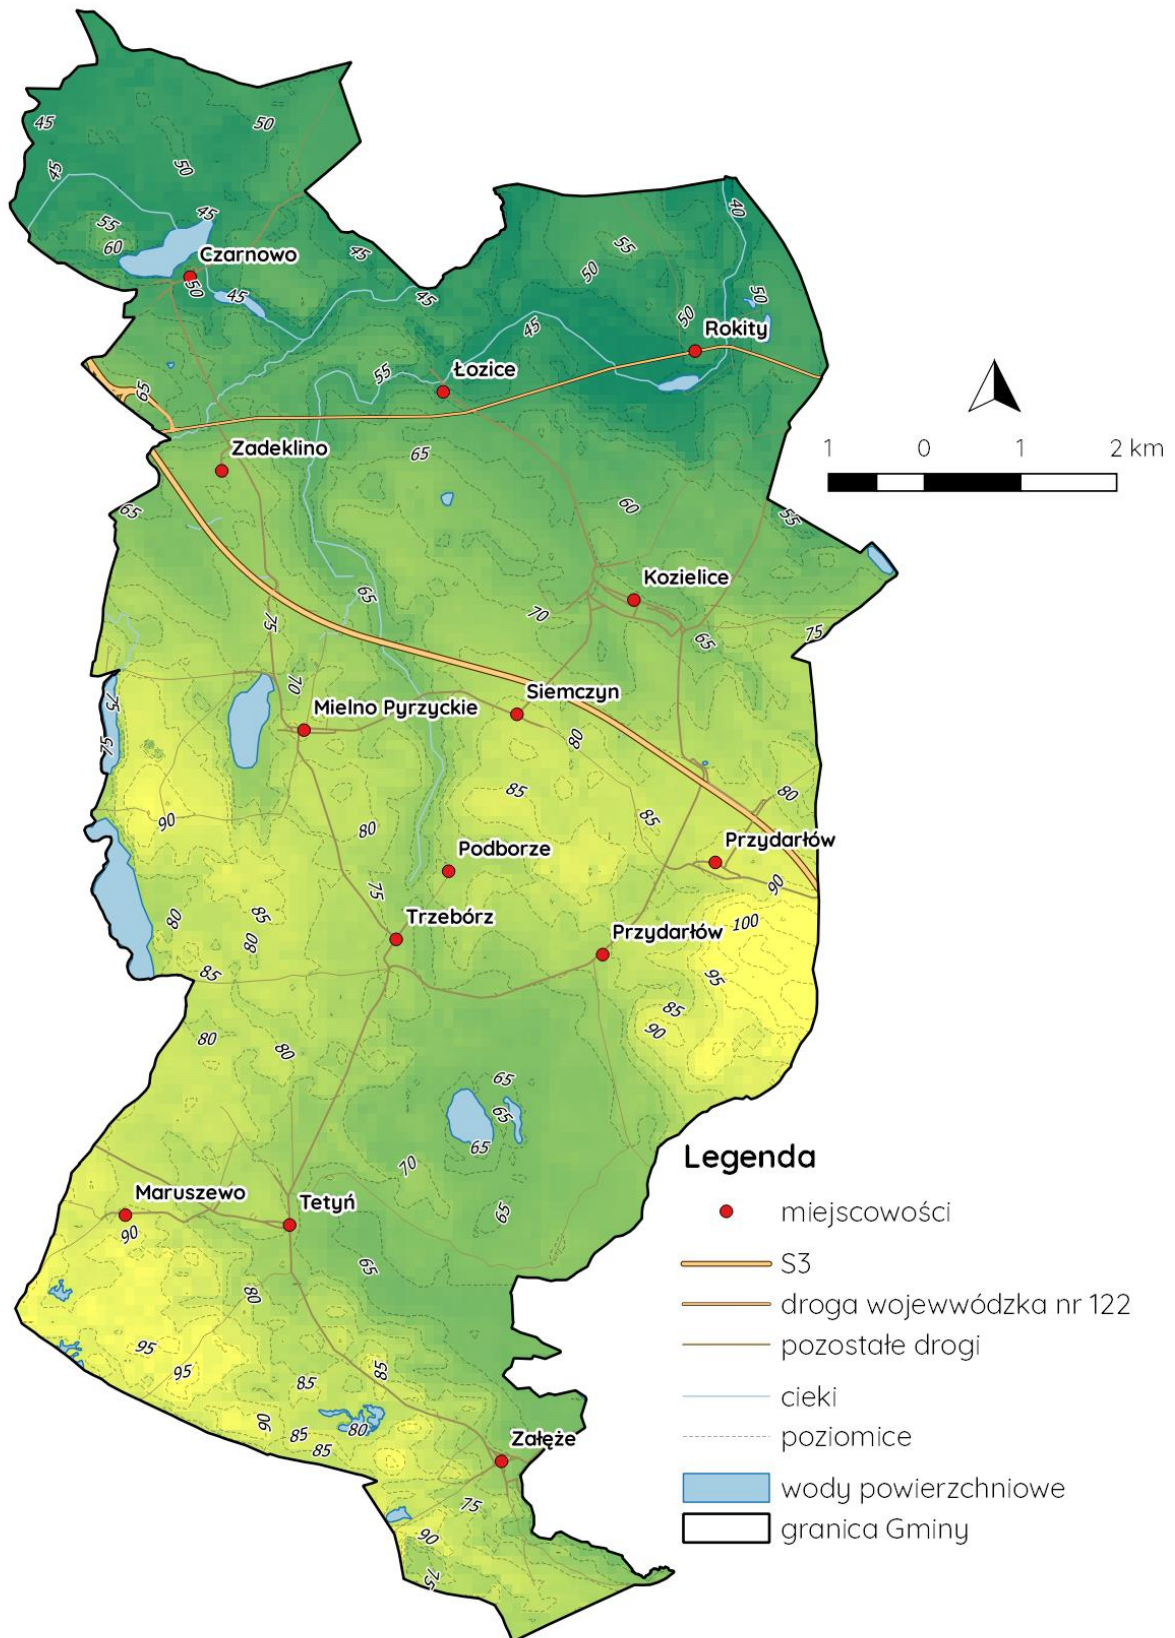 45
50
45
50
40
55
60
45
Czarnowo
45
55
50
50
45
45
50
50
45
Rokity
55
Łozice
65
Zadeklino
65
1 0 1 2 km
65
60
55
Kozielice
65
70
75
65
75
70
75
Siemczyn
Mielno Pyrzyckie
75
80
85
80
90
80
85
Przydarłów
Podborze
75
90
80
85
Trzebórz
100
Przydarłów
80
85
95
85
90
80
80
65
65
65
70
Legenda
Maruszewo
Tetyń
miejscowości
90
65
65
S3
80
droga wojewwódzka nr 122
95
pozostałe drogi
95
85
85
cieki
90
85
80
poziomice
85
Załęże
wody powierzchniowe
75
granica Gminy
90
75